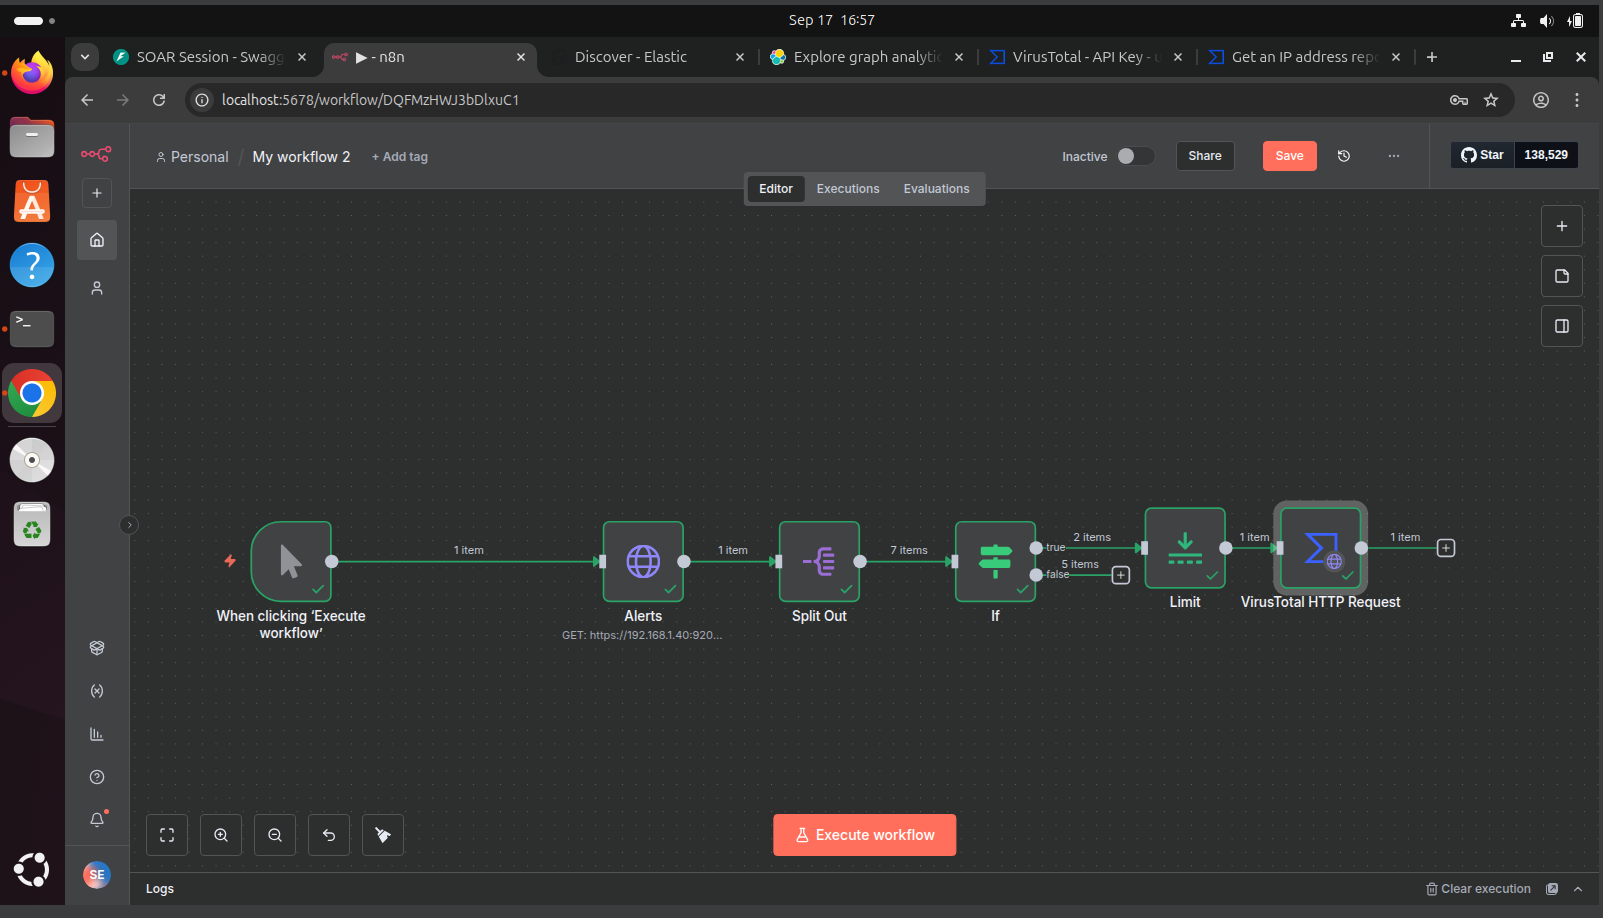 Sep 17 16:57
SOAR Session - Swagg
▶ - n8n
Discover - Elastic
Explore graph analytic
VirusTotal - API Key - u
Get an IP address repo
localhost:5678/workflow/DQFMzHWJ3bDlxuC1
Personal / My workflow 2 + Add tag
Inactive
Share
Save
Star 138,529
Editor Executions Evaluations
1 item
1 item
7 items
true
2 items
false
5 items
1 item
1 item
When clicking ‘Execute
workflow’
Alerts
GET: https://192.168.1.40:920...
Split Out
If
Limit
VirusTotal HTTP Request
Execute workflow
SE
Logs
Clear execution